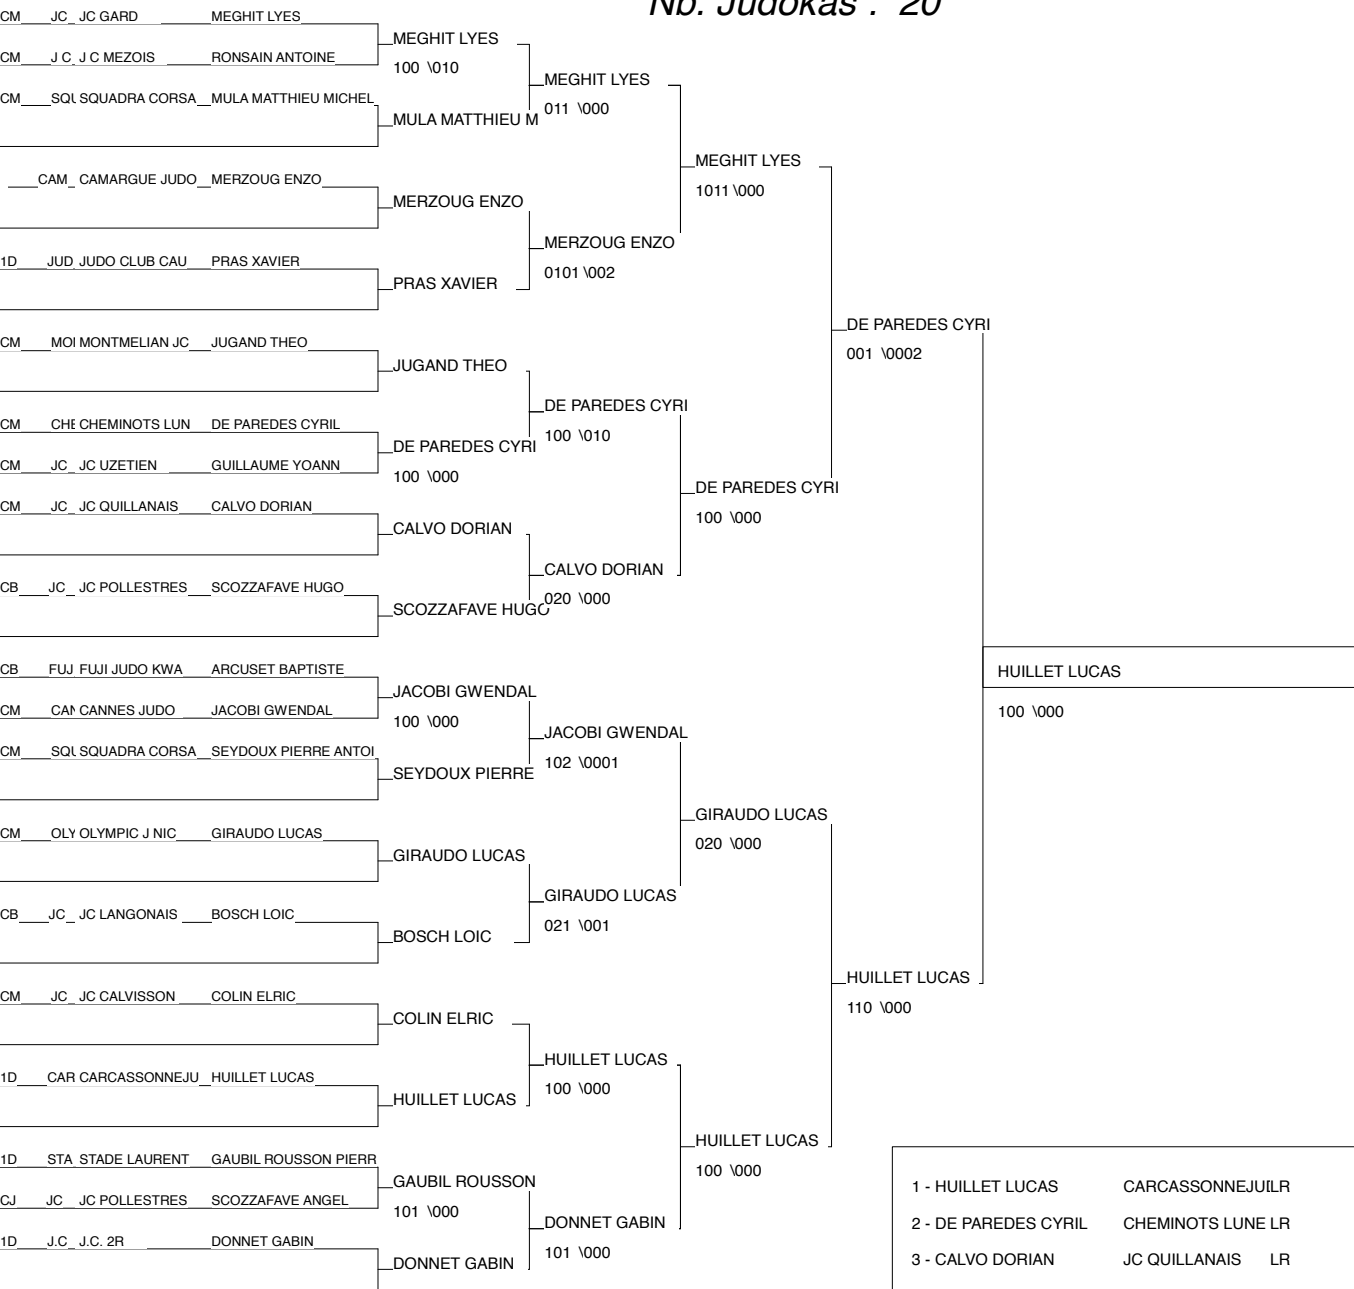 Nb. Judokas : 20
CM JC JC GARD MEGHIT LYES
CM J C J C MEZOIS RONSAIN ANTOINE
CM SQU SQUADRA CORSA MULA MATTHIEU MICHEL
CAM CAMARGUE JUDO MERZOUG ENZO
1D JUD JUDO CLUB CAU PRAS XAVIER
CM MON MONTMELIAN JC JUGAND THEO
CM CHE CHEMINOTS LUN DE PAREDES CYRIL
CM JC JC UZETIEN GUILLAUME YOANN
CM JC JC QUILLANAIS CALVO DORIAN
CB JC JC POLLESTRES SCOZZAFAVE HUGO
CB FUJ FUJI JUDO KWA ARCUSET BAPTISTE
CM CAN CANNES JUDO JACOBI GWENDAL
CM SQU SQUADRA CORSA SEYDOUX PIERRE ANTOI
CM OLY OLYMPIC J NIC GIRAUDO LUCAS
CB JC JC LANGONAIS BOSCH LOIC
CM JC JC CALVISSON COLIN ELRIC
1D CAR CARCASSONNEJU HUILLET LUCAS
1D STA STADE LAURENT GAUBIL ROUSSON PIERR
CJ JC JC POLLESTRES SCOZZAFAVE ANGEL
1D J.C J.C. 2R DONNET GABIN
MEGHIT LYES
100 \010
MULA MATTHIEU M
MERZOUG ENZO
PRAS XAVIER
JUGAND THEO
DE PAREDES CYRI
100 \000
CALVO DORIAN
SCOZZAFAVE HUGO
JACOBI GWENDAL
100 \000
SEYDOUX PIERRE
GIRAUDO LUCAS
BOSCH LOIC
COLIN ELRIC
HUILLET LUCAS
GAUBIL ROUSSON
101 \000
DONNET GABIN
MEGHIT LYES
011 \000
MERZOUG ENZO
0101 \002
DE PAREDES CYRI
100 \010
CALVO DORIAN
020 \000
JACOBI GWENDAL
102 \0001
GIRAUDO LUCAS
021 \001
HUILLET LUCAS
100 \000
DONNET GABIN
101 \000
MEGHIT LYES
1011 \000
DE PAREDES CYRI
100 \000
GIRAUDO LUCAS
020 \000
HUILLET LUCAS
100 \000
DE PAREDES CYRI
001 \0002
HUILLET LUCAS
110 \000
HUILLET LUCAS
100 \000
1 - HUILLET LUCAS CARCASSONNEJUD LR
2 - DE PAREDES CYRIL CHEMINOTS LUNE LR
3 - CALVO DORIAN JC QUILLANAIS LR